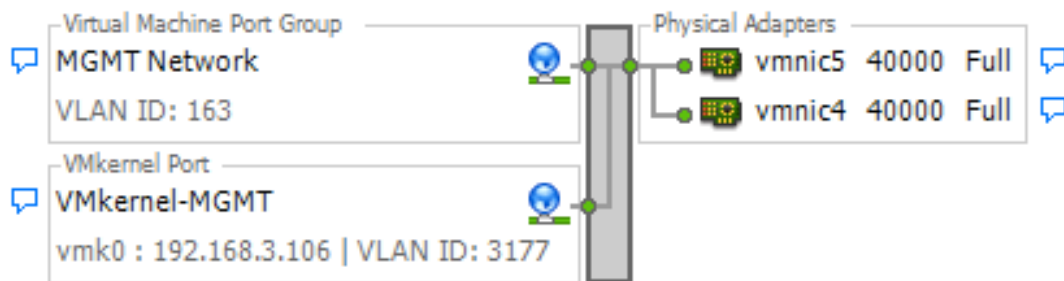 Virtual Machine Port Group
MGMT Network
VLAN ID: 163
VMkernel Port
VMkernel-MGMT
vmk0 : 192.168.3.106 | VLAN ID: 3177
Physical Adapters
vmnic5 40000 Full
vmnic4 40000 Full